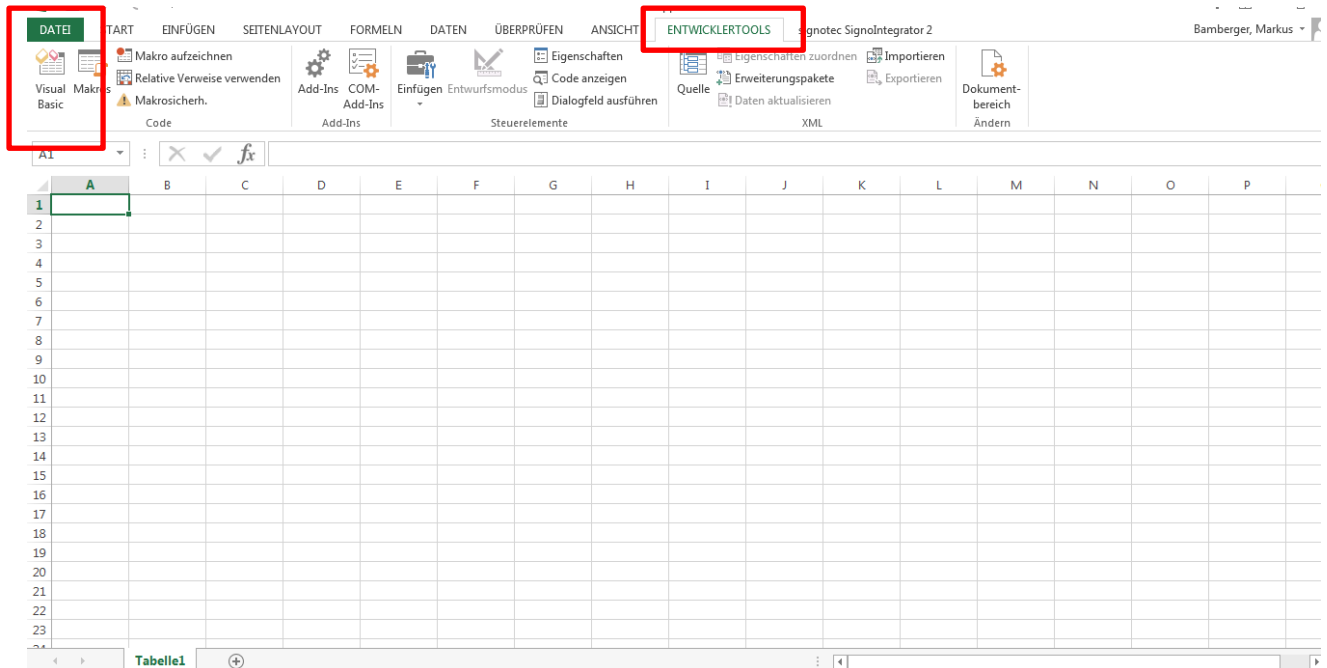 DATEI START EINFÜGEN SEITENLAYOUT FORMELN DATEN ÜBERPRÜFEN ANSICHT ENTWICKLERTOOLS signotec SignoIntegrator 2 Bamberger, Markus
Visual Basic
Makros
Makro aufzeichnen
Relative Verweise verwenden
Makrosicherh.
Code
Add-Ins
COM-Add-Ins
Add-Ins
Einfügen
Entwurfsmodus
Eigenschaften
Code anzeigen
Dialogfeld ausführen
Steuerelemente
Quelle
Eigenschaften zuordnen
Erweiterungspakete
Daten aktualisieren
Importieren
Exportieren
XML
Dokument-
bereich
Ändern
A1 fx
A B C D E F G H I J K L M N O P
1
2
3
4
5
6
7
8
9
10
11
12
13
14
15
16
17
18
19
20
21
22
23
Tabelle1